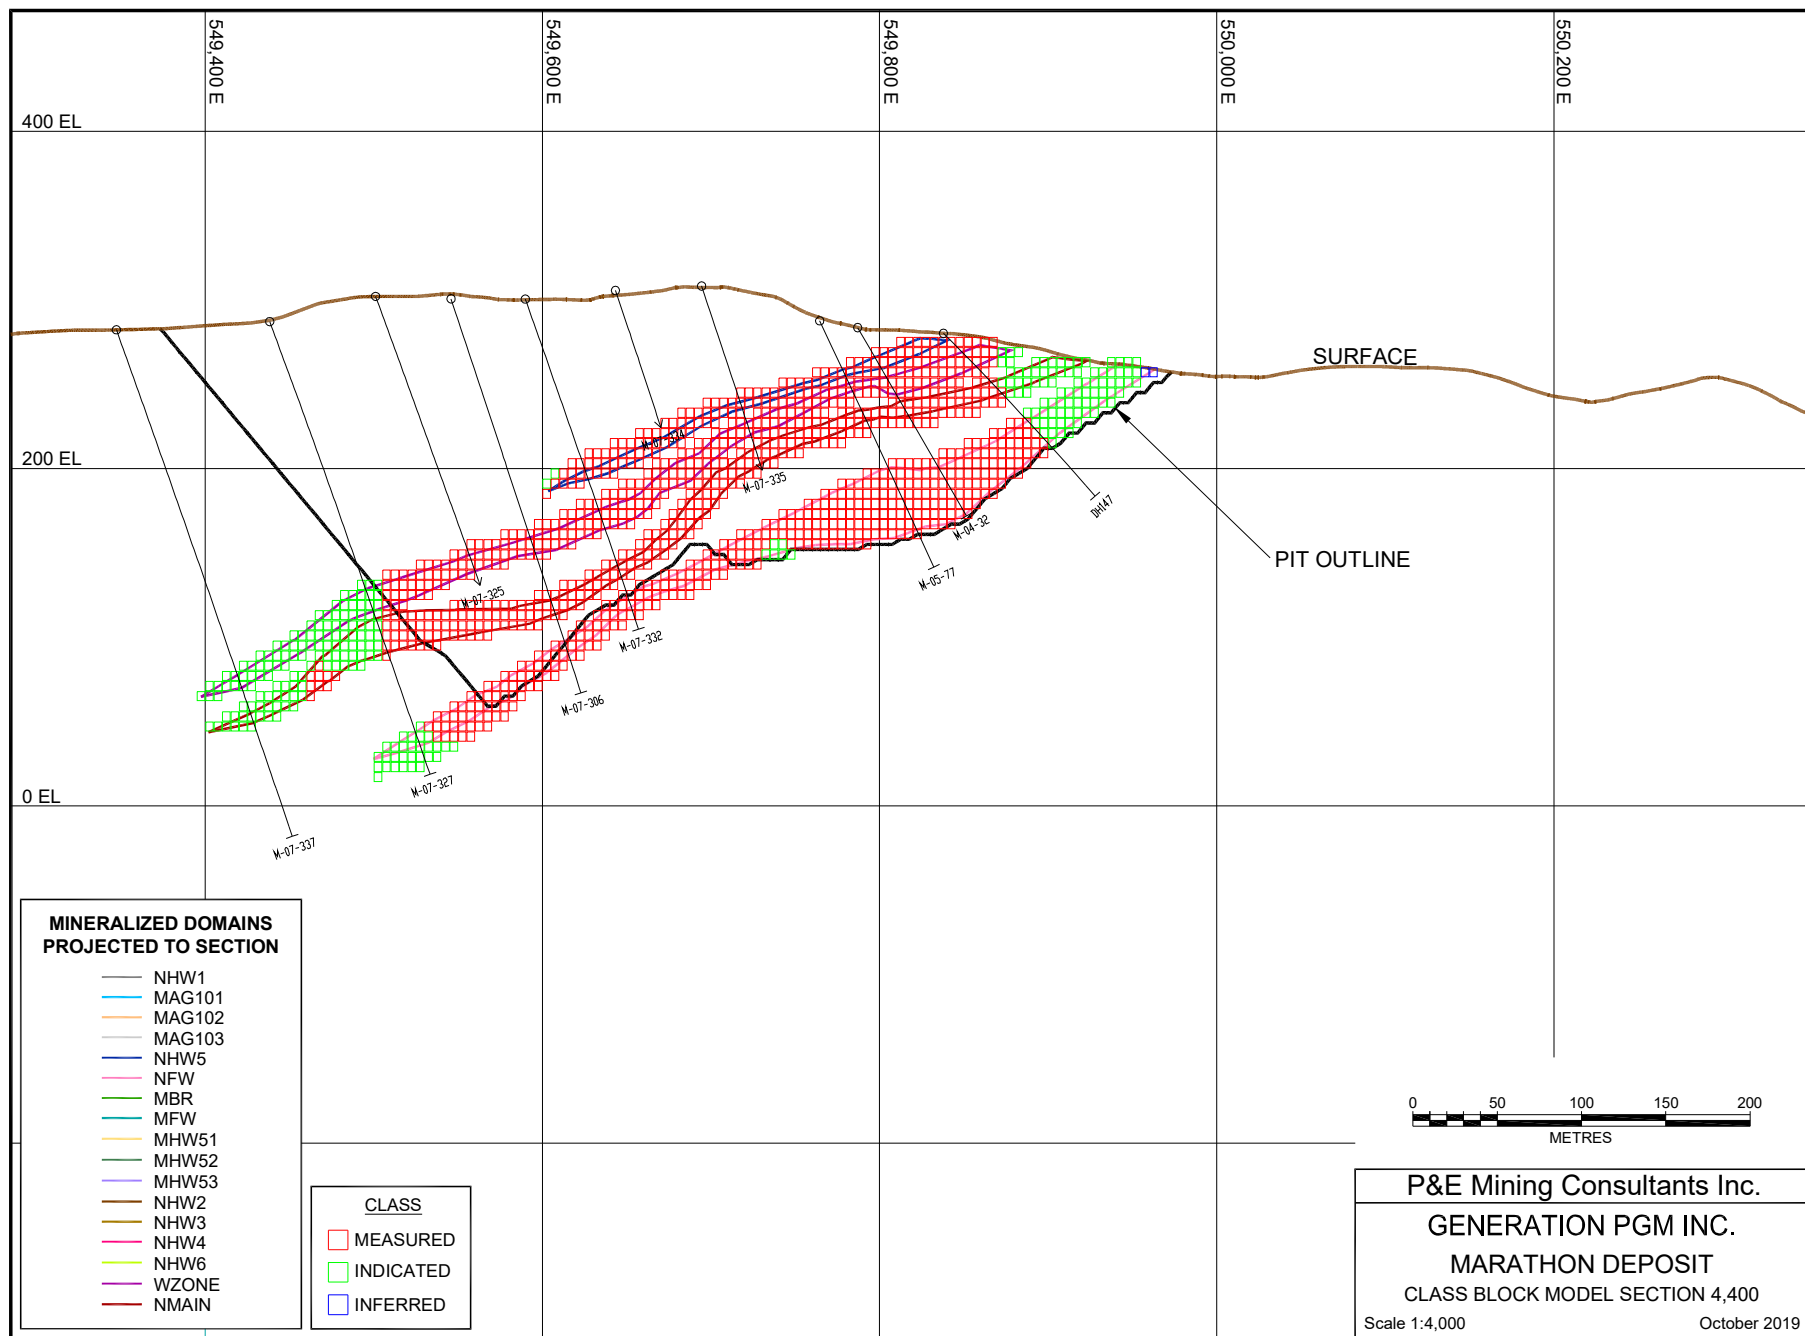 549,400 E
549,600 E
549,800 E
550,000 E
550,200 E
400 EL
SURFACE
M-07-334
200 EL
M-07-335
DH147
M-04-32
PIT OUTLINE
M-05-77
M-07-325
M-07-332
M-07-306
M-07-327
0 EL
M-07-337
MINERALIZED DOMAINS
PROJECTED TO SECTION
NHW1
MAG101
MAG102
MAG103
NHW5
NFW
MBR
MFW
MHW51
MHW52
MHW53
NHW2
NHW3
NHW4
NHW6
WZONE
NMAIN
CLASS
MEASURED
INDICATED
INFERRED
0 50 100 150 200
METRES
P&E Mining Consultants Inc.
GENERATION PGM INC.
MARATHON DEPOSIT
CLASS BLOCK MODEL SECTION 4,400
Scale 1:4,000 October 2019